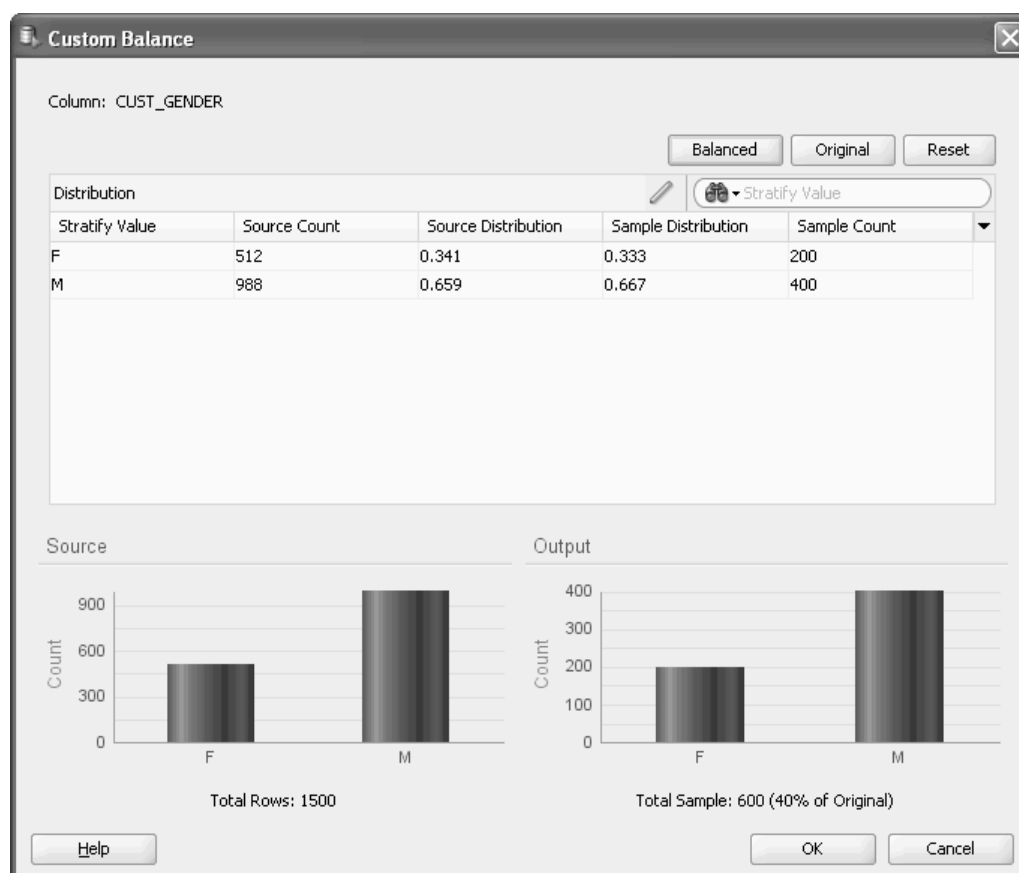 Custom Balance
Column: CUST_GENDER
Balanced Original Reset
Distribution Stratify Value
Stratify Value Source Count Source Distribution Sample Distribution Sample Count
F 512 0.341 0.333 200
M 988 0.659 0.667 400
Source
900
600
300
0
Count
F M
Total Rows: 1500
Output
400
300
200
100
0
Count
F M
Total Sample: 600 (40% of Original)
Help OK Cancel